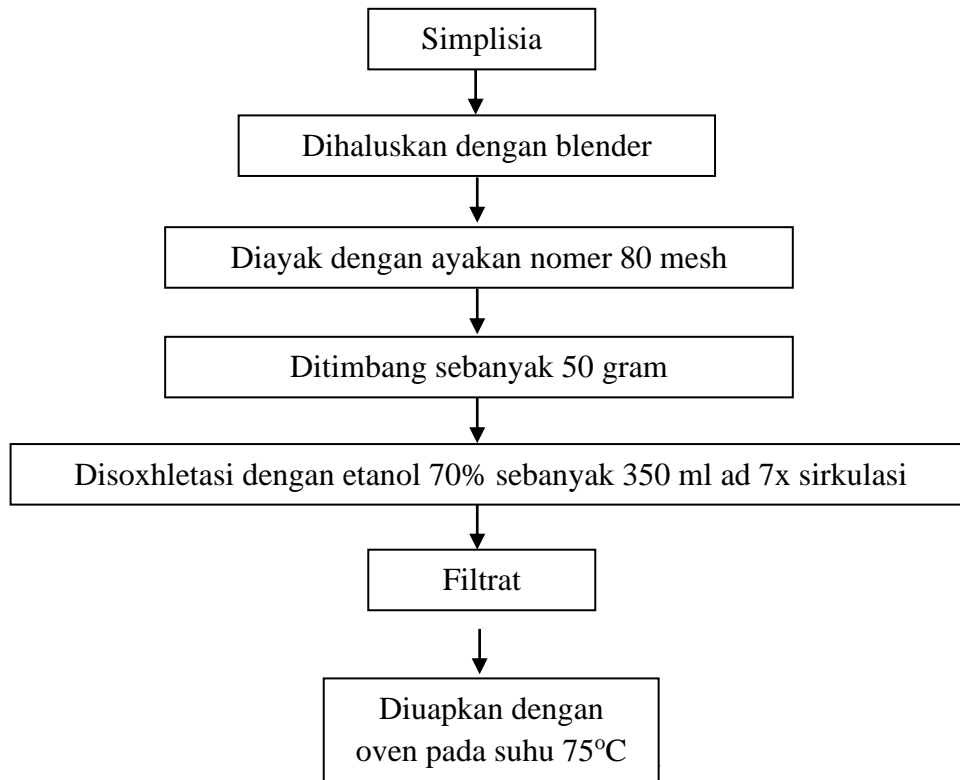 Simplisia
Dihaluskan dengan blender
Diayak dengan ayakan nomer 80 mesh
Ditimbang sebanyak 50 gram
Disoxhletasi dengan etanol 70% sebanyak 350 ml ad 7x sirkulasi
Filtrat
Diuapkan dengan
oven pada suhu 75°C